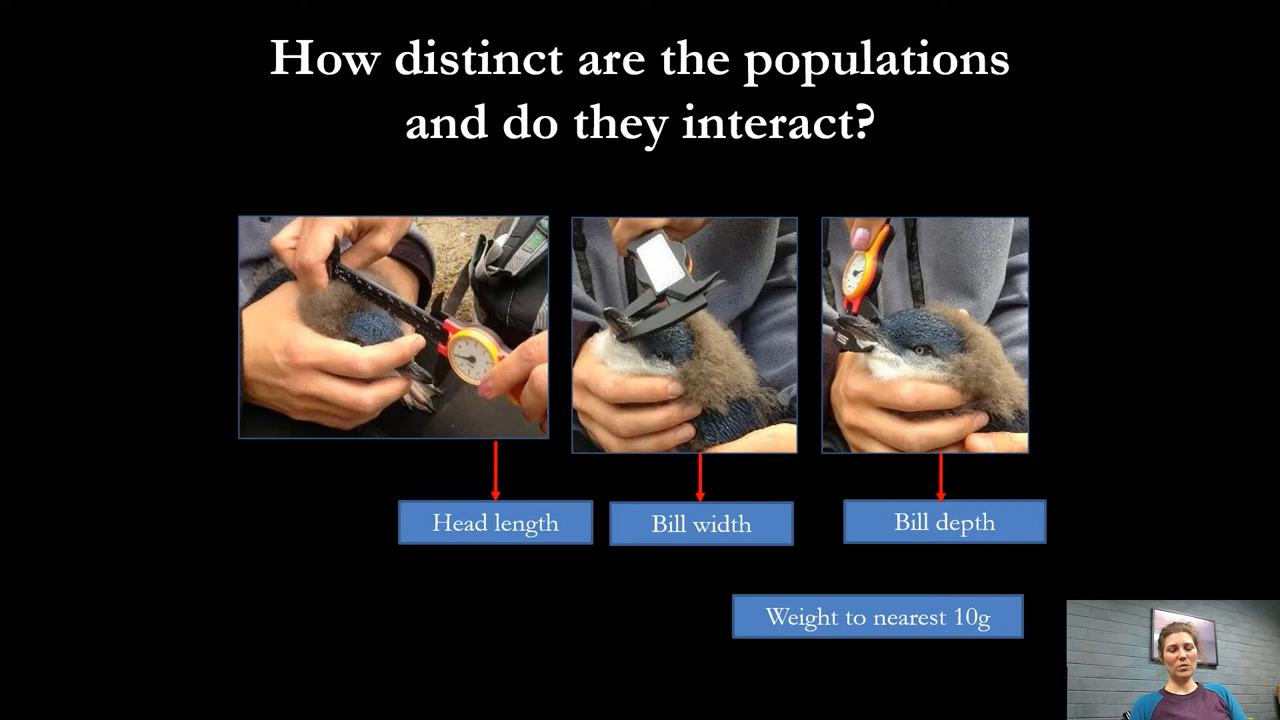 How distinct are the populations
and do they interact?
Head length
Bill width
Bill depth
Weight to nearest 10g